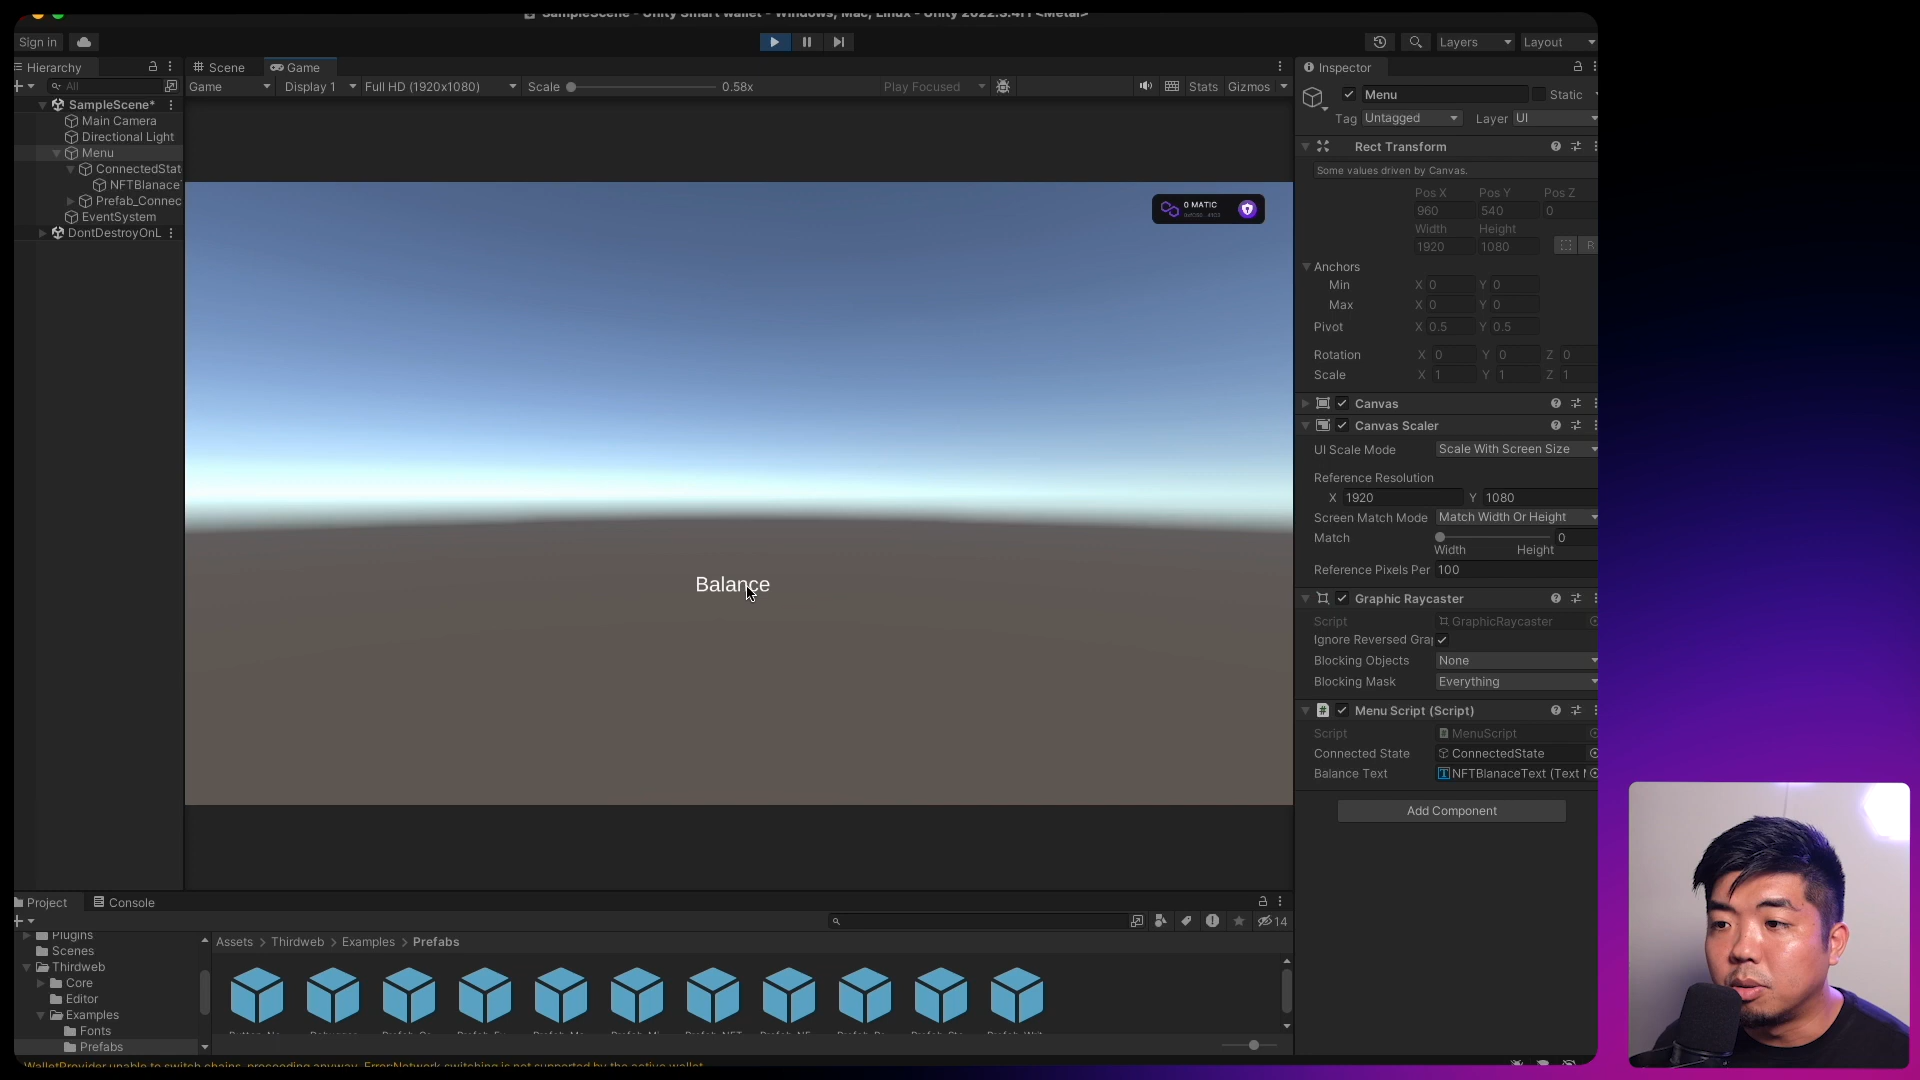 Sign in
Layers
Layout
Hierarchy
Scene
Game
Inspector
All
Game
Display 1
Full HD (1920x1080)
Scale
0.58x
Play Focused
Stats
Gizmos
SampleScene*
Main Camera
Directional Light
Menu
ConnectedStat
NFTBlanace
Prefab_Connec
EventSystem
DontDestroyOnL
0 MATIC
Balance
Menu
Static
Tag
Untagged
Layer
UI
Rect Transform
Some values driven by Canvas.
Pos X
Pos Y
Pos Z
960
540
0
Width
Height
1920
1080
R
Anchors
Min
X 0
Y 0
Max
X 0
Y 0
Pivot
X 0.5
Y 0.5
Rotation
X 0
Y 0
Z 0
Scale
X 1
Y 1
Z 1
Canvas
Canvas Scaler
UI Scale Mode
Scale With Screen Size
Reference Resolution
X 1920
Y 1080
Screen Match Mode
Match Width Or Height
Match
0
Width
Height
Reference Pixels Per
100
Graphic Raycaster
Script
GraphicRaycaster
Ignore Reversed Gra
Blocking Objects
None
Blocking Mask
Everything
Menu Script (Script)
Script
MenuScript
Connected State
ConnectedState
Balance Text
NFTBlanaceText (Text
Add Component
Project
Console
14
Plugins
Scenes
Thirdweb
Core
Editor
Examples
Fonts
Prefabs
Assets > Thirdweb > Examples > Prefabs